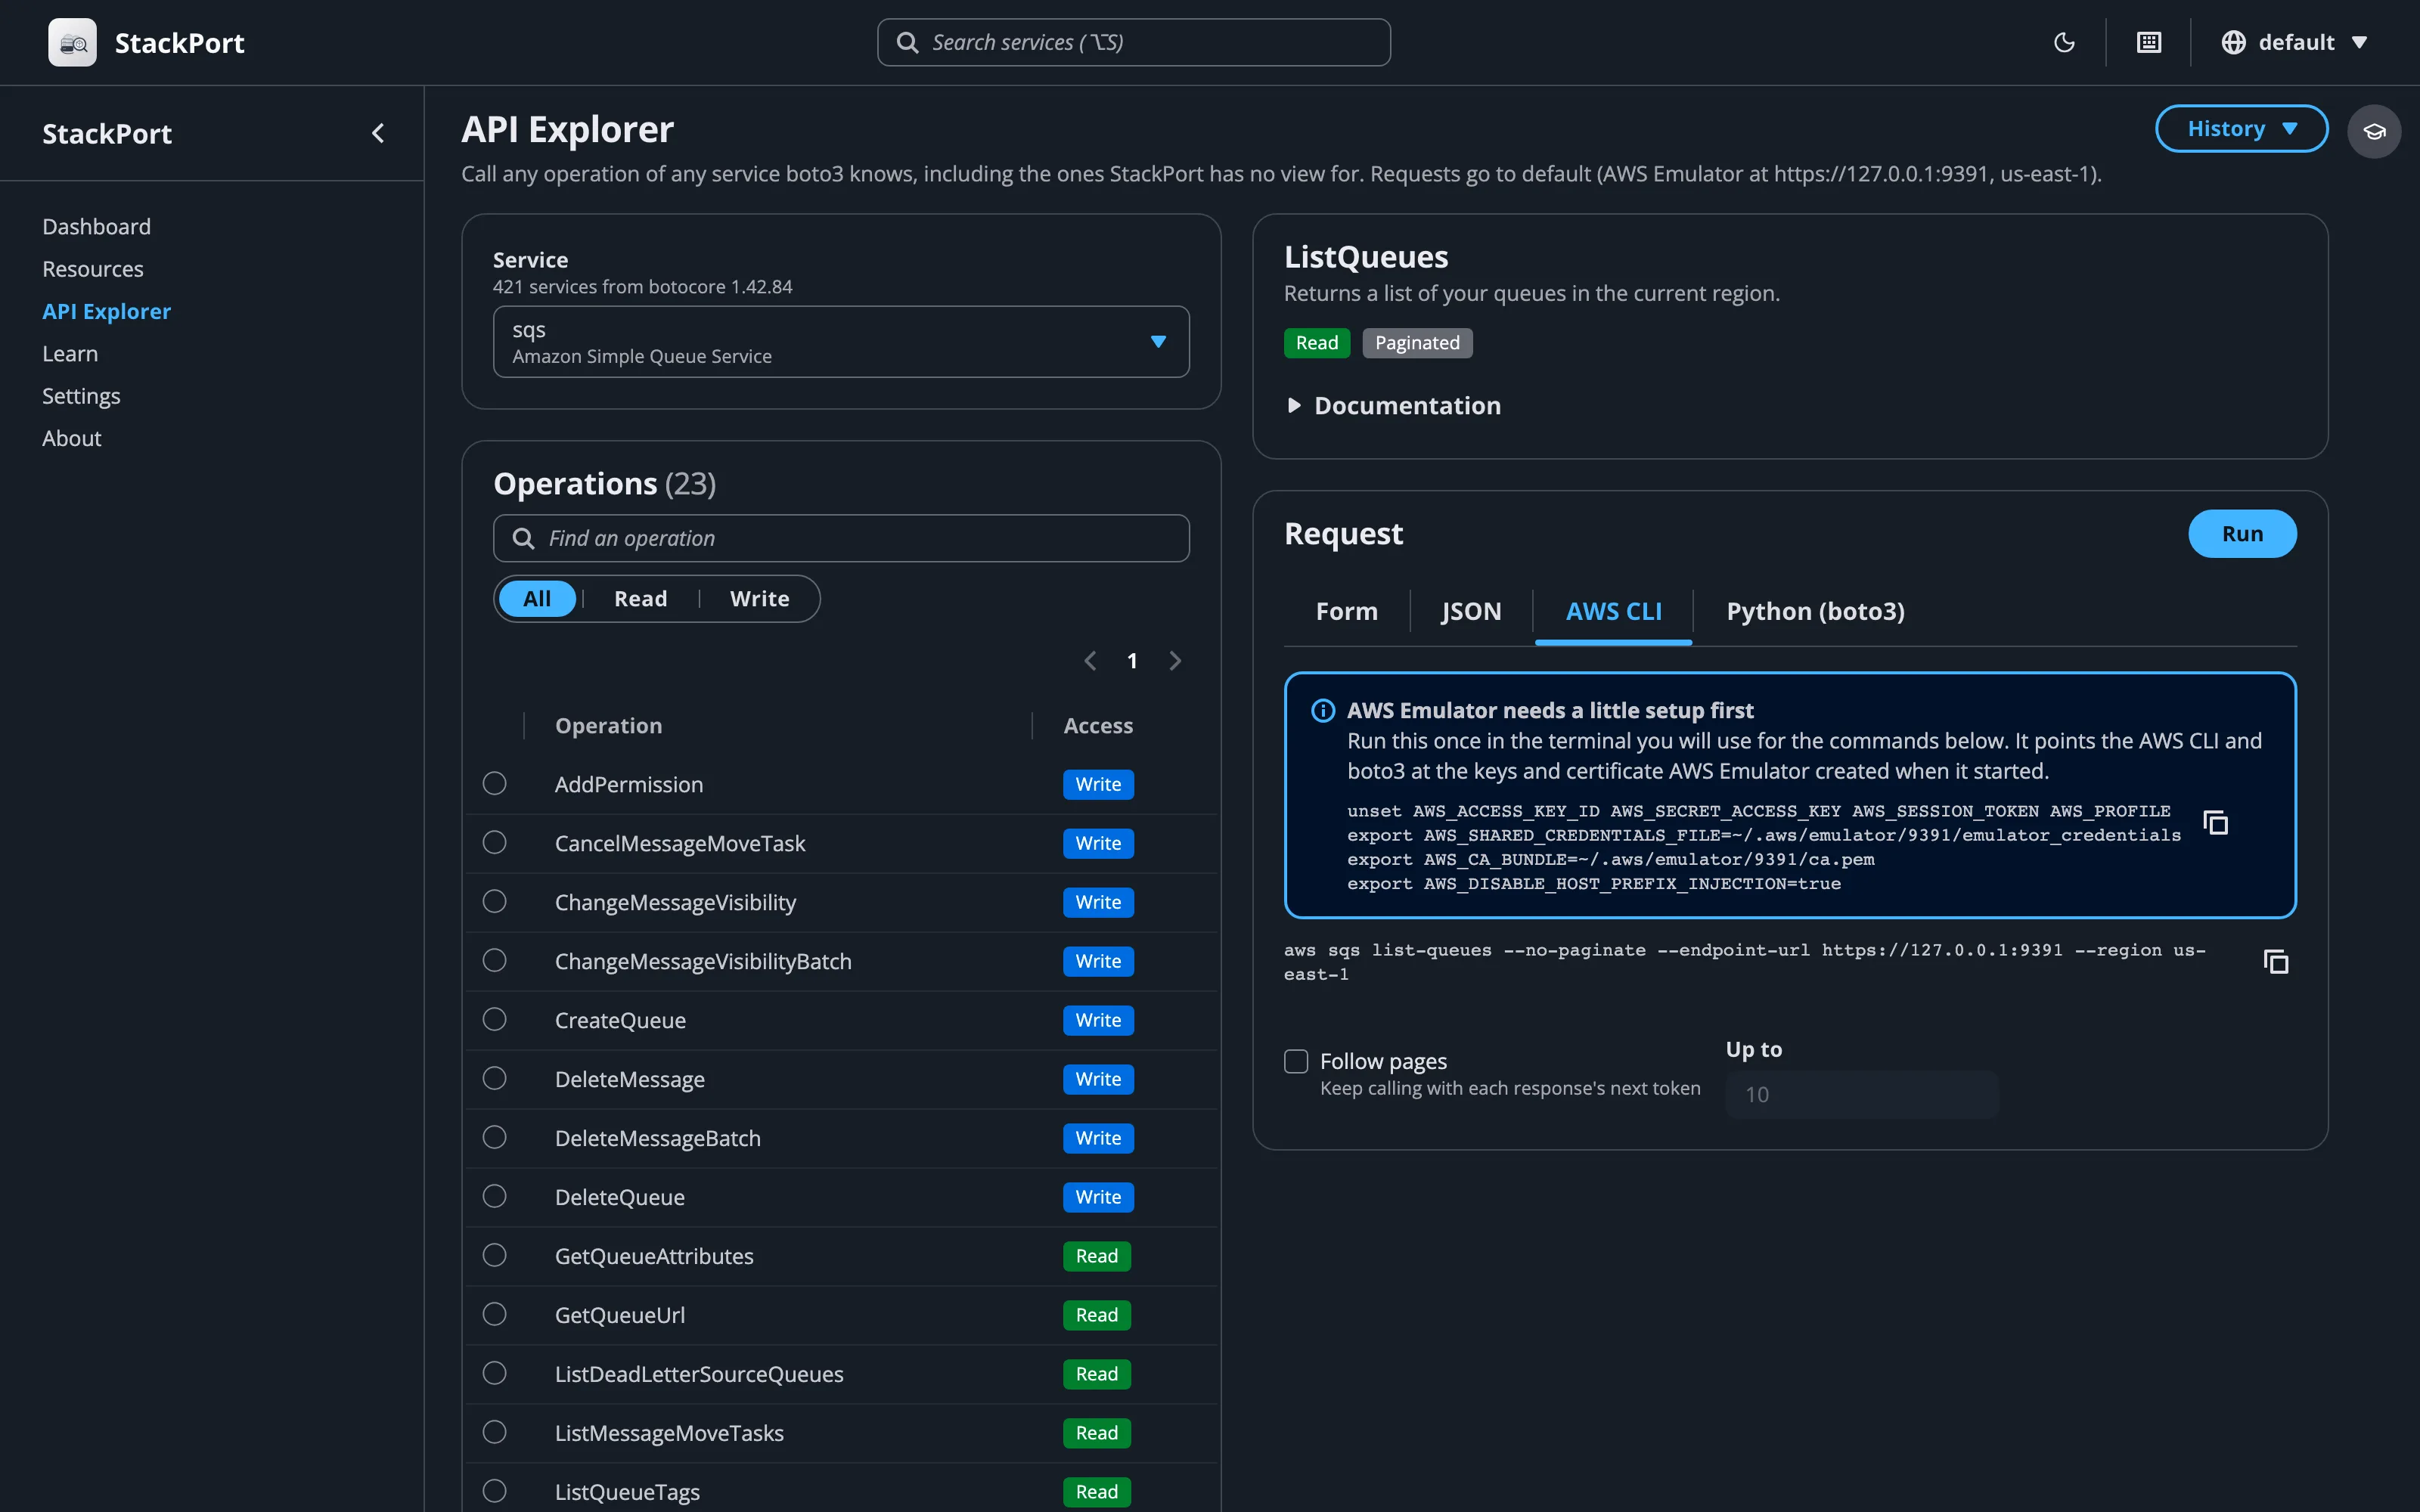 StackPort
Search services (⌥S)
default
StackPort
Dashboard
Resources
API Explorer
Learn
Settings
About
API Explorer
History
Call any operation of any service boto3 knows, including the ones StackPort has no view for. Requests go to default (AWS Emulator at https://127.0.0.1:9391, us-east-1).
Service
421 services from botocore 1.42.84
sqs
Amazon Simple Queue Service
Operations (23)
Find an operation
All
Read
Write
1
Operation
Access
AddPermission
Write
CancelMessageMoveTask
Write
ChangeMessageVisibility
Write
ChangeMessageVisibilityBatch
Write
CreateQueue
Write
DeleteMessage
Write
DeleteMessageBatch
Write
DeleteQueue
Write
GetQueueAttributes
Read
GetQueueUrl
Read
ListDeadLetterSourceQueues
Read
ListMessageMoveTasks
Read
ListQueueTags
Read
ListQueues
Returns a list of your queues in the current region.
Read
Paginated
Documentation
Request
Run
Form
JSON
AWS CLI
Python (boto3)
AWS Emulator needs a little setup first
Run this once in the terminal you will use for the commands below. It points the AWS CLI and
boto3 at the keys and certificate AWS Emulator created when it started.
unset AWS_ACCESS_KEY_ID AWS_SECRET_ACCESS_KEY AWS_SESSION_TOKEN AWS_PROFILE
export AWS_SHARED_CREDENTIALS_FILE=~/.aws/emulator/9391/emulator_credentials
export AWS_CA_BUNDLE=~/.aws/emulator/9391/ca.pem
export AWS_DISABLE_HOST_PREFIX_INJECTION=true
aws sqs list-queues --no-paginate --endpoint-url https://127.0.0.1:9391 --region us-
east-1
Follow pages
Keep calling with each response's next token
Up to
10